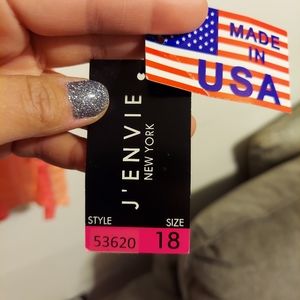 MADE
IN
USA
J'ENVIE
NEW YORK
STYLE SIZE
53620 18